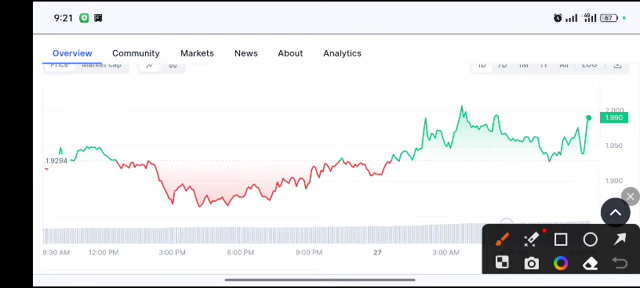 9:21
4G
67
Overview Community Markets News About Analytics
Price Market cap
1D 7D 1M 1Y All LOG
2.000
1.990
1.950
1.9294
1.900
9:30 AM 12:00 PM 3:00 PM 6:00 PM 9:00 PM 27 3:00 AM